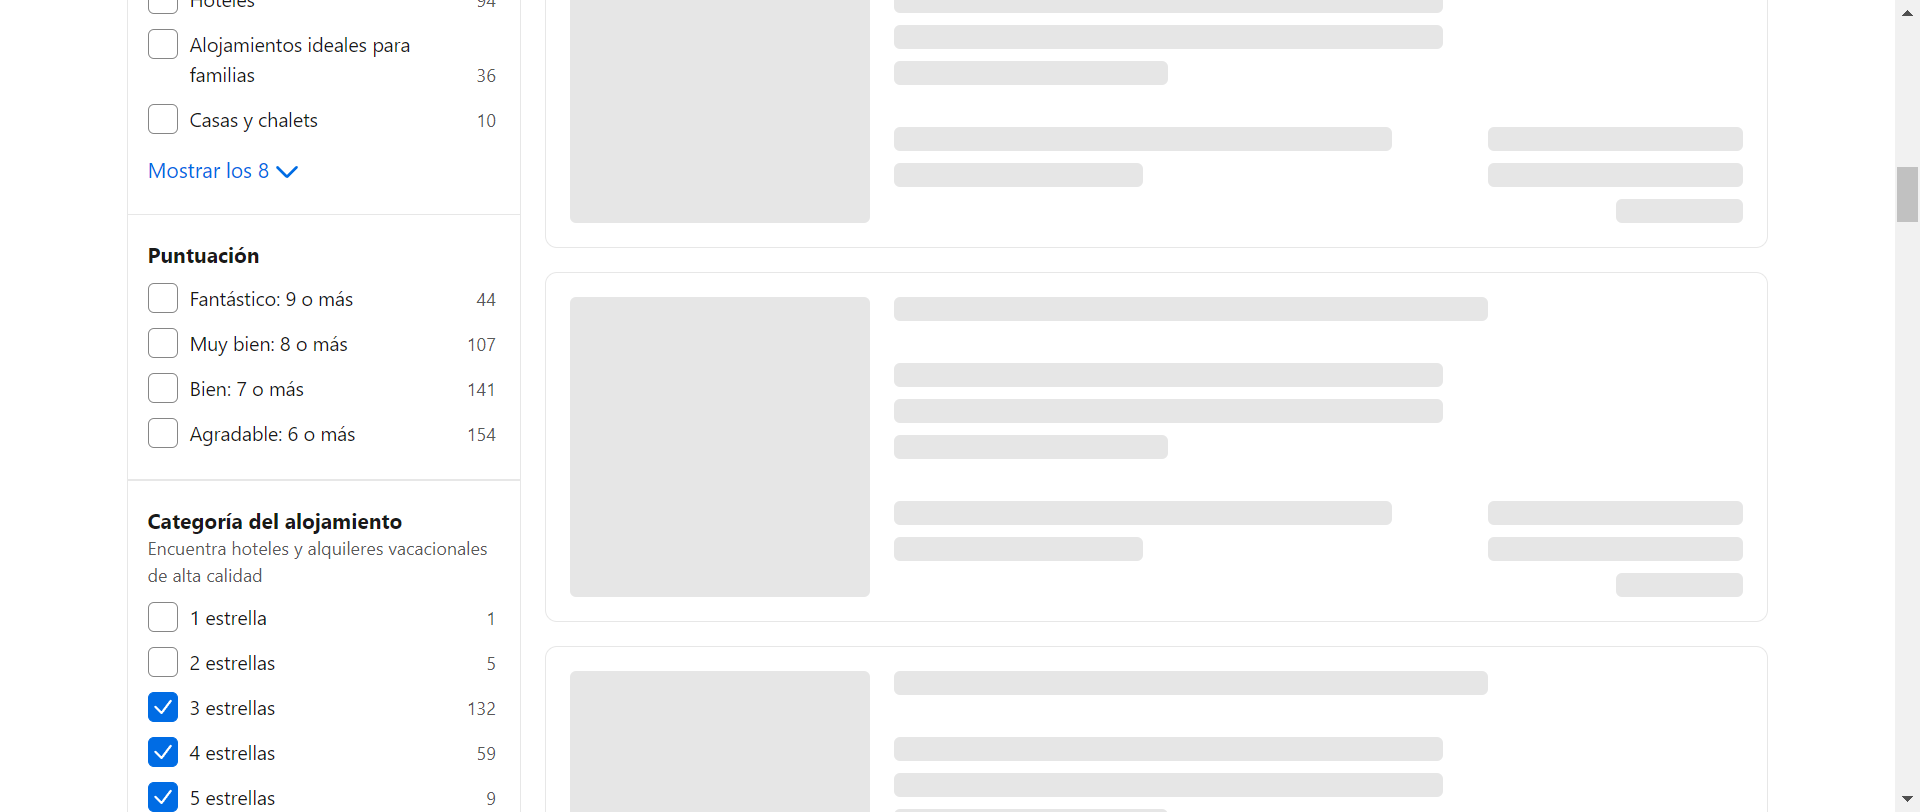 Hoteles 94
Alojamientos ideales para
familias 36
Casas y chalets 10
Mostrar los 8
Puntuación
Fantástico: 9 o más 44
Muy bien: 8 o más 107
Bien: 7 o más 141
Agradable: 6 o más 154
Categoría del alojamiento
Encuentra hoteles y alquileres vacacionales
de alta calidad
1 estrella 1
2 estrellas 5
3 estrellas 132
4 estrellas 59
5 estrellas 9